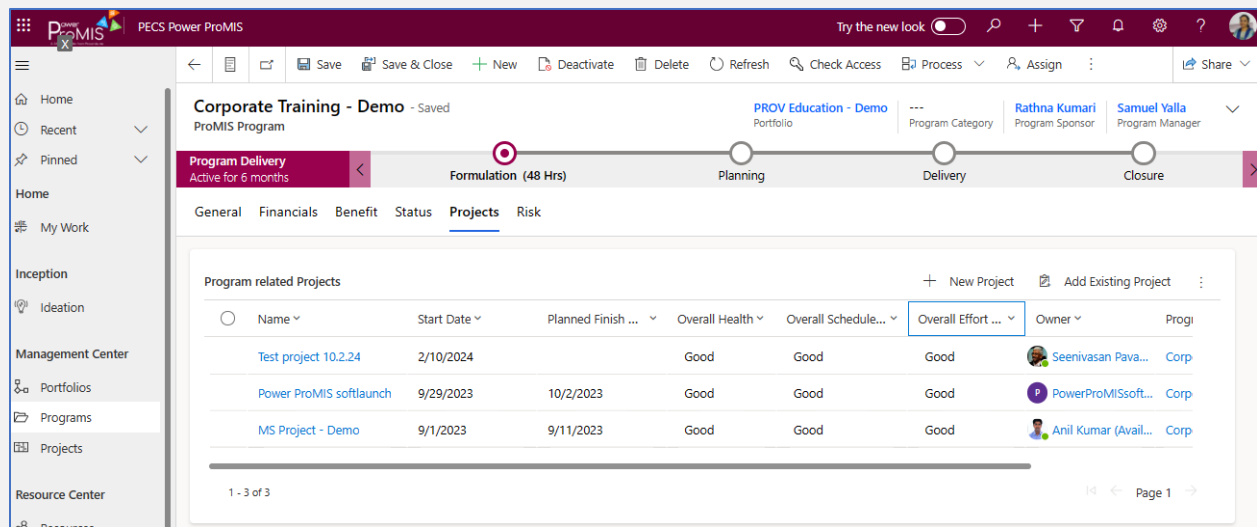 Power
ProMIS
PECS Power ProMIS
Try the new look
X
Save
Save & Close
New
Deactivate
Delete
Refresh
Check Access
Process
Assign
Share
Home
Recent
Pinned
Home
My Work
Inception
Ideation
Management Center
Portfolios
Programs
Projects
Resource Center
Corporate Training - Demo - Saved
ProMIS Program
PROV Education - Demo
Portfolio
---
Program Category
Rathna Kumari
Program Sponsor
Samuel Yalla
Program Manager
Program Delivery
Active for 6 months
Formulation (48 Hrs)
Planning
Delivery
Closure
General Financials Benefit Status Projects Risk
Program related Projects
New Project
Add Existing Project
Name Start Date Planned Finish ... Overall Health Overall Schedule... Overall Effort ... Owner Progr
Test project 10.2.24 2/10/2024 Good Good Good Seenivasan Pava... Corp
Power ProMIS softlaunch 9/29/2023 10/2/2023 Good Good Good P PowerProMISsoft... Corp
MS Project - Demo 9/1/2023 9/11/2023 Good Good Good Anil Kumar (Avail... Corp
1 - 3 of 3
Page 1